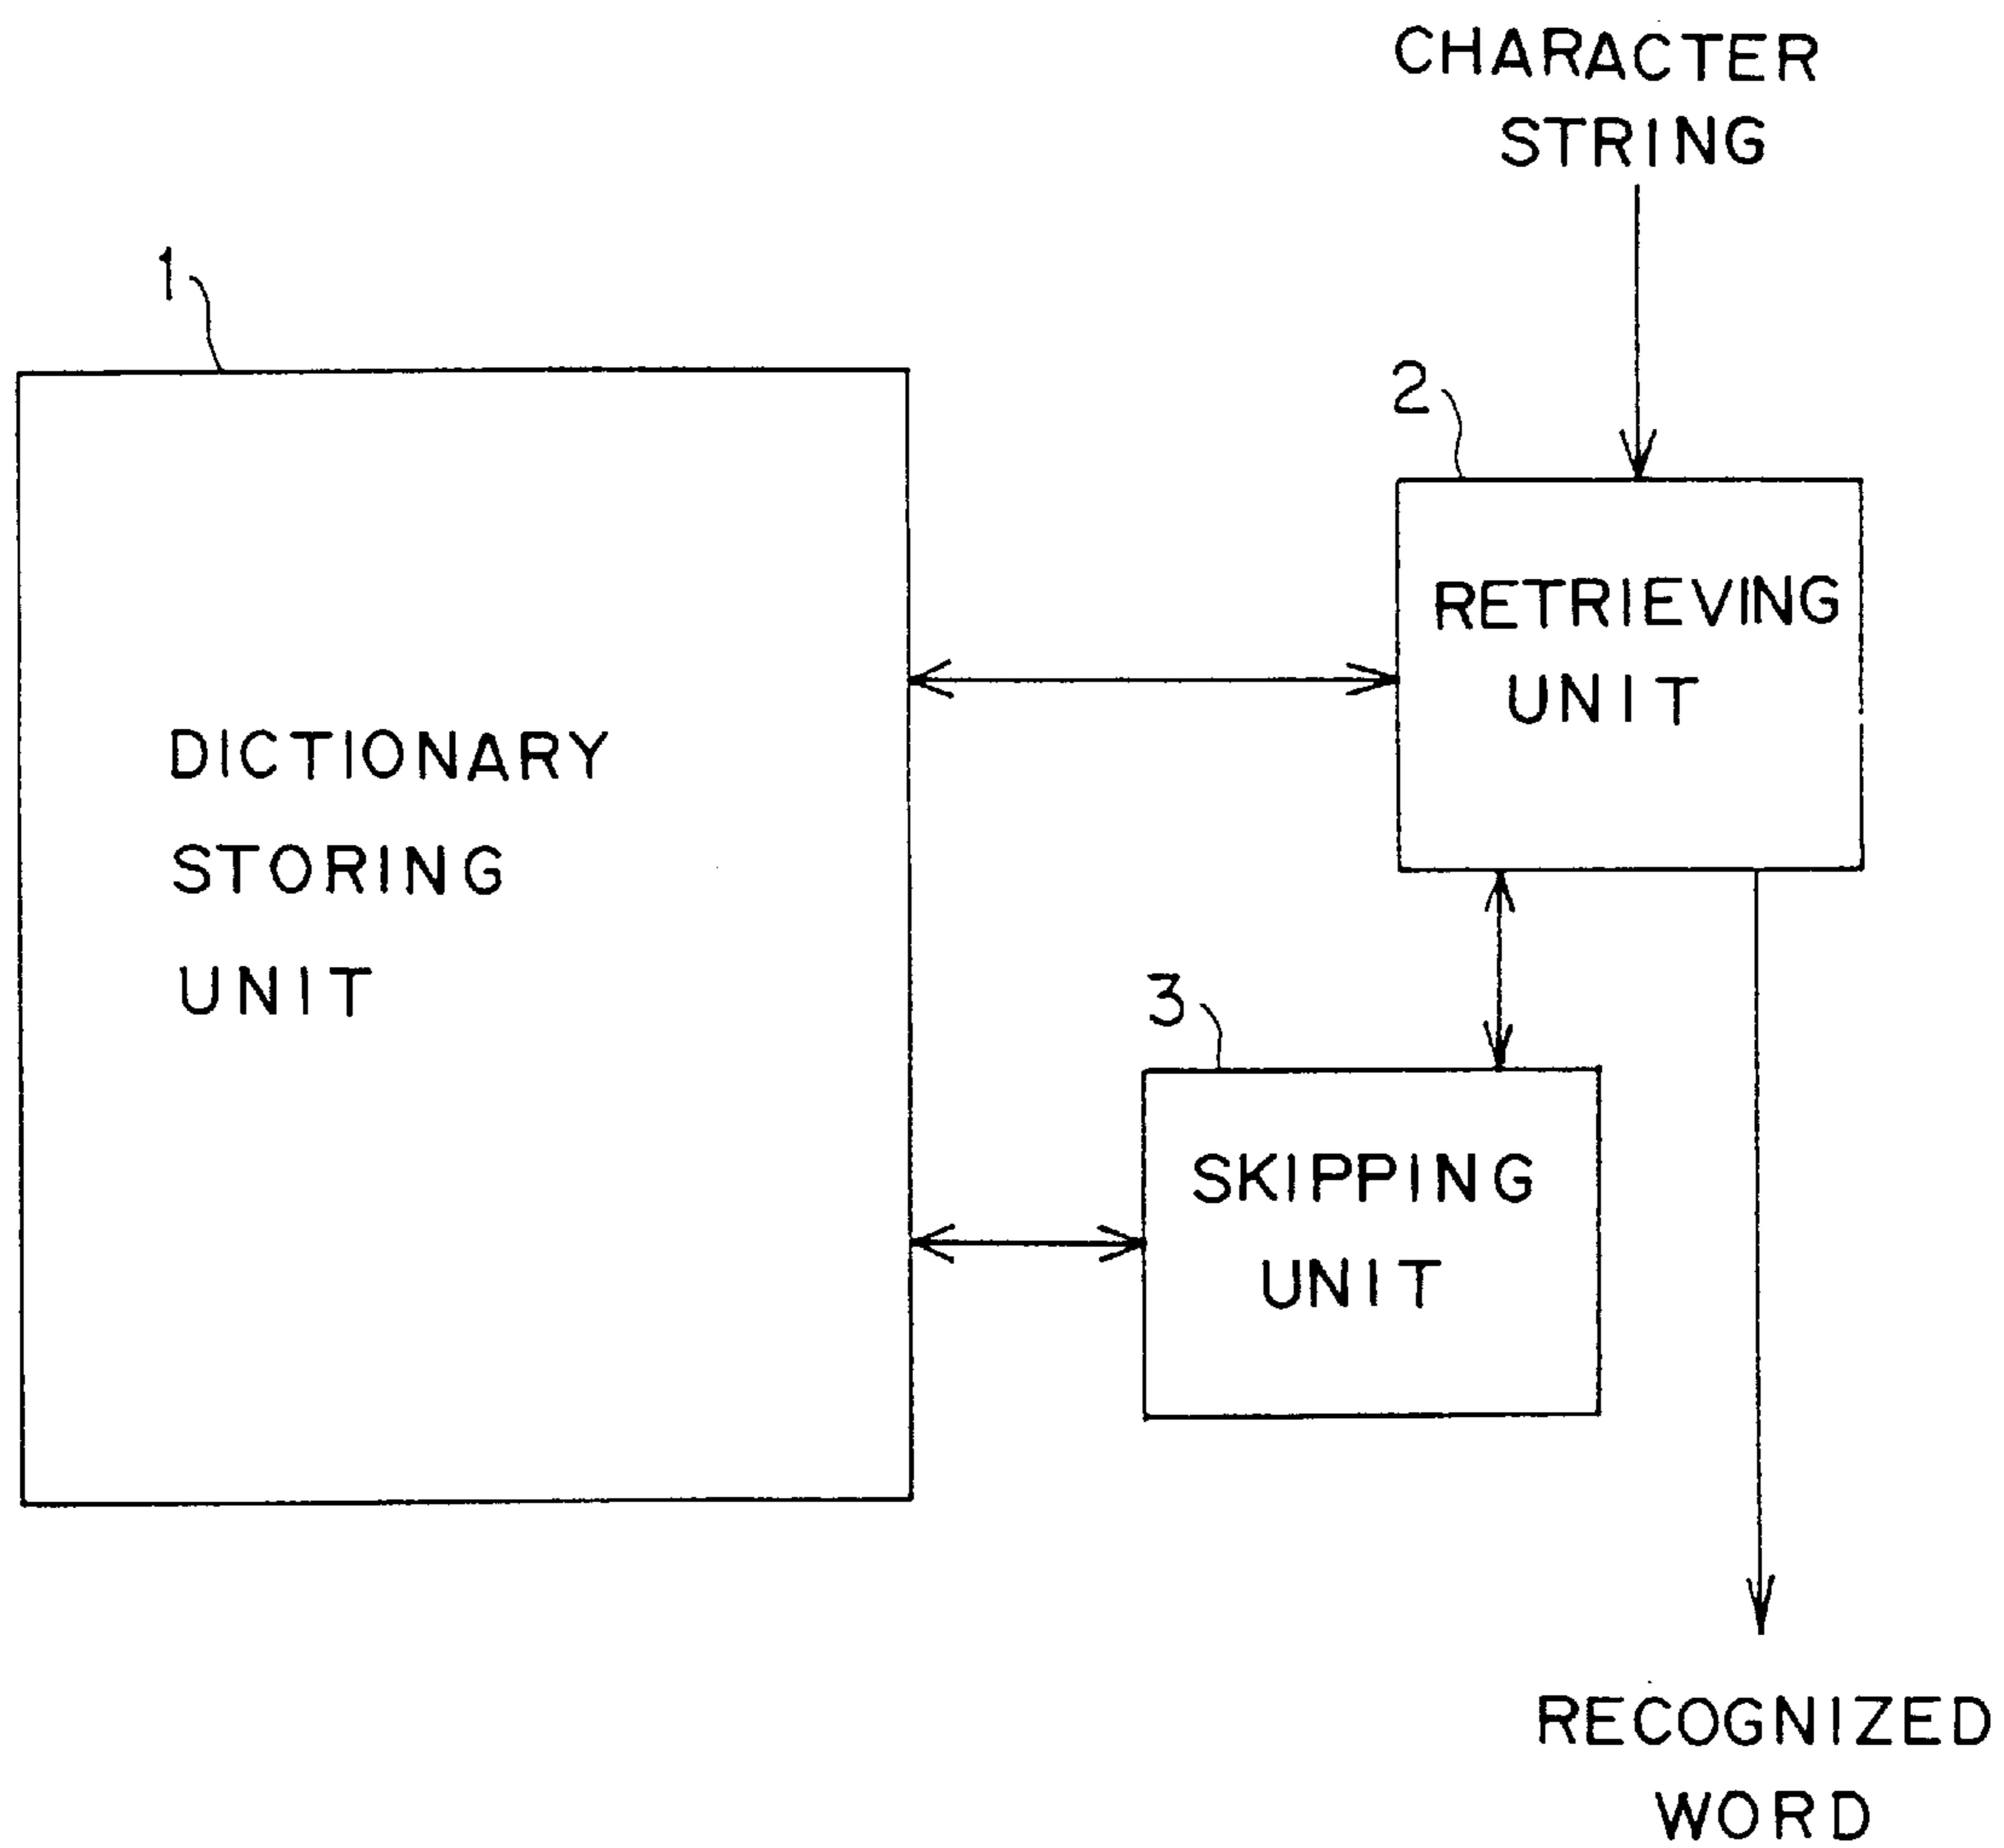 CHARACTER
STRING
1
2
RETRIEVING
UNIT
DICTIONARY
STORING
UNIT
3
SKIPPING
UNIT
RECOGNIZED
WORD